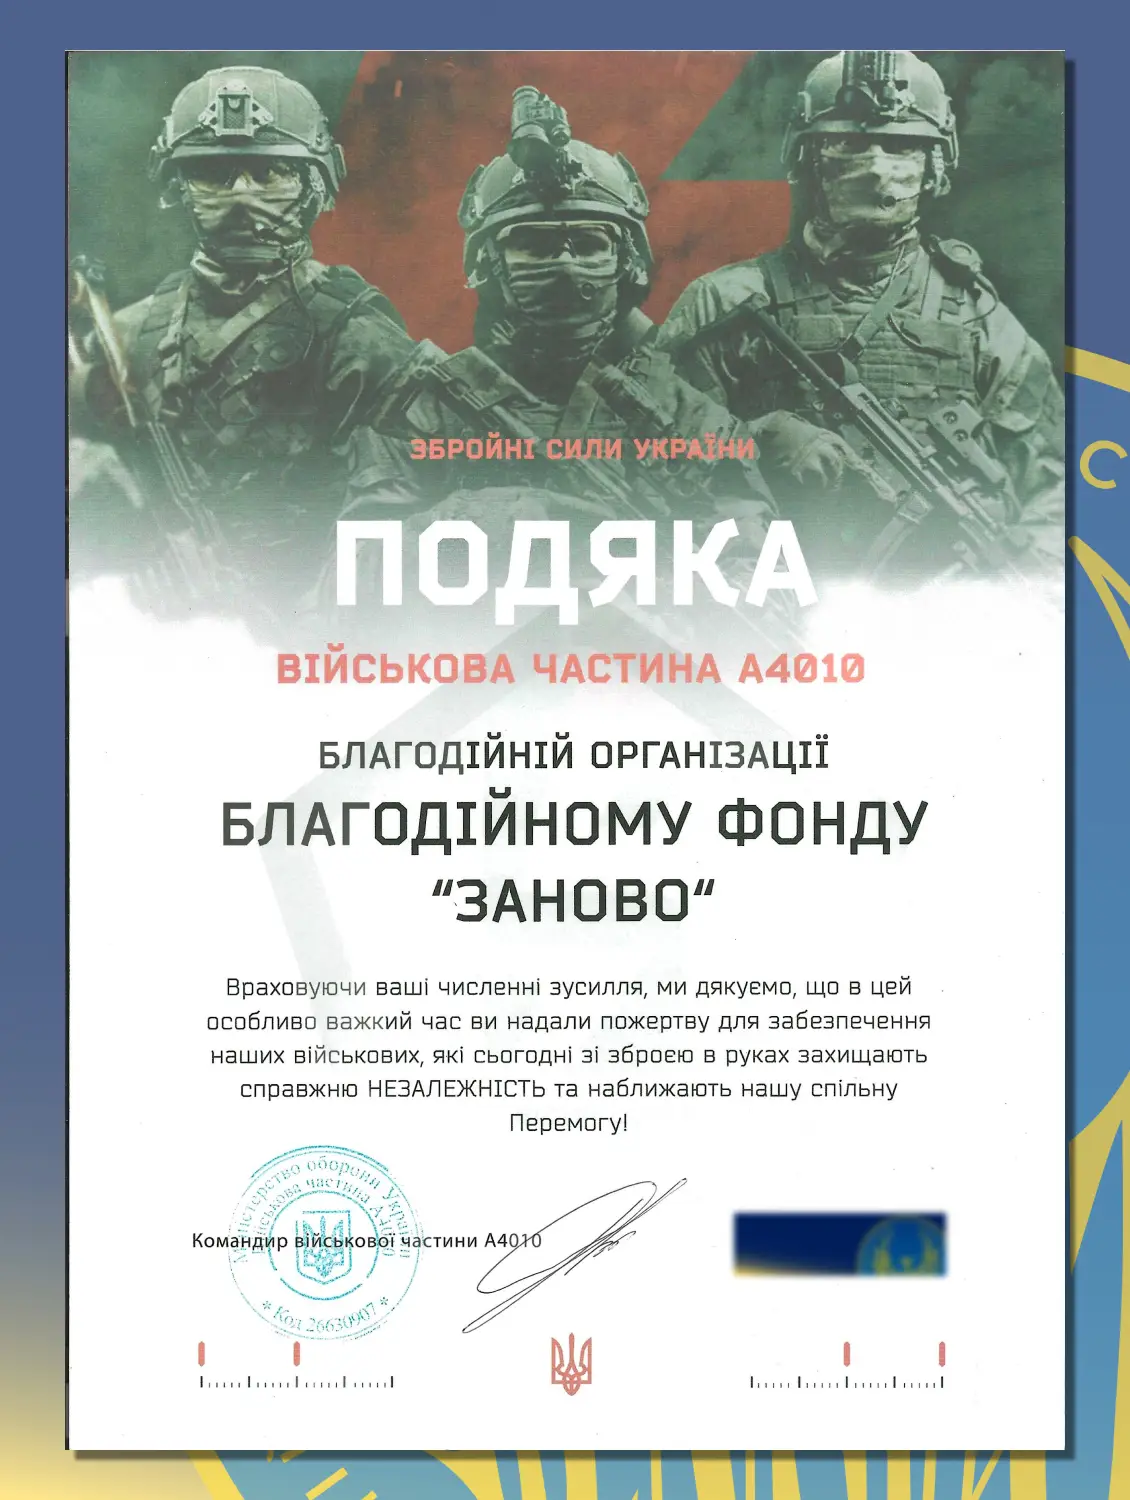 ЗБРОЙНІ СИЛИ УКРАЇНИ
ПОДЯКА
ВІЙСЬКОВА ЧАСТИНА А4010
БЛАГОДІЙНІЙ ОРГАНІЗАЦІЇ
БЛАГОДІЙНОМУ ФОНДУ
“ЗАНОВО“
Враховуючи ваші численні зусилля, ми дякуємо, що в цей
особливо важкий час ви надали пожертву для забезпечення
наших військових, які сьогодні зі зброєю в руках захищають
справжню НЕЗАЛЕЖНІСТЬ та наближають нашу спільну
Перемогу!
Міністерство оборони України
Військова частина А4010
Командир військової частини А4010
* Код 26630907 *